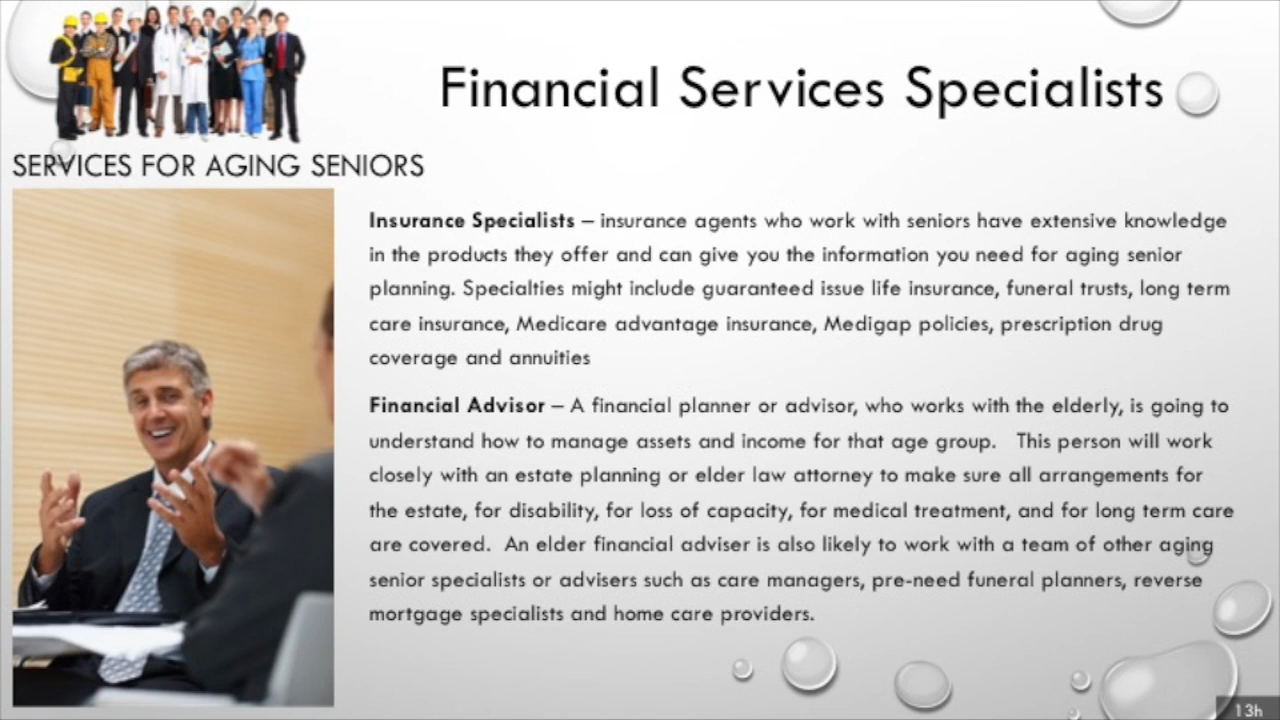 Financial Services Specialists
SERVICES FOR AGING SENIORS
Insurance Specialists – insurance agents who work with seniors have extensive knowledge
in the products they offer and can give you the information you need for aging senior
planning. Specialties might include guaranteed issue life insurance, funeral trusts, long term
care insurance, Medicare advantage insurance, Medigap policies, prescription drug
coverage and annuities
Financial Advisor – A financial planner or advisor, who works with the elderly, is going to
understand how to manage assets and income for that age group.   This person will work
closely with an estate planning or elder law attorney to make sure all arrangements for
the estate, for disability, for loss of capacity, for medical treatment, and for long term care
are covered.  An elder financial adviser is also likely to work with a team of other aging
senior specialists or advisers such as care managers, pre-need funeral planners, reverse
mortgage specialists and home care providers.
13h